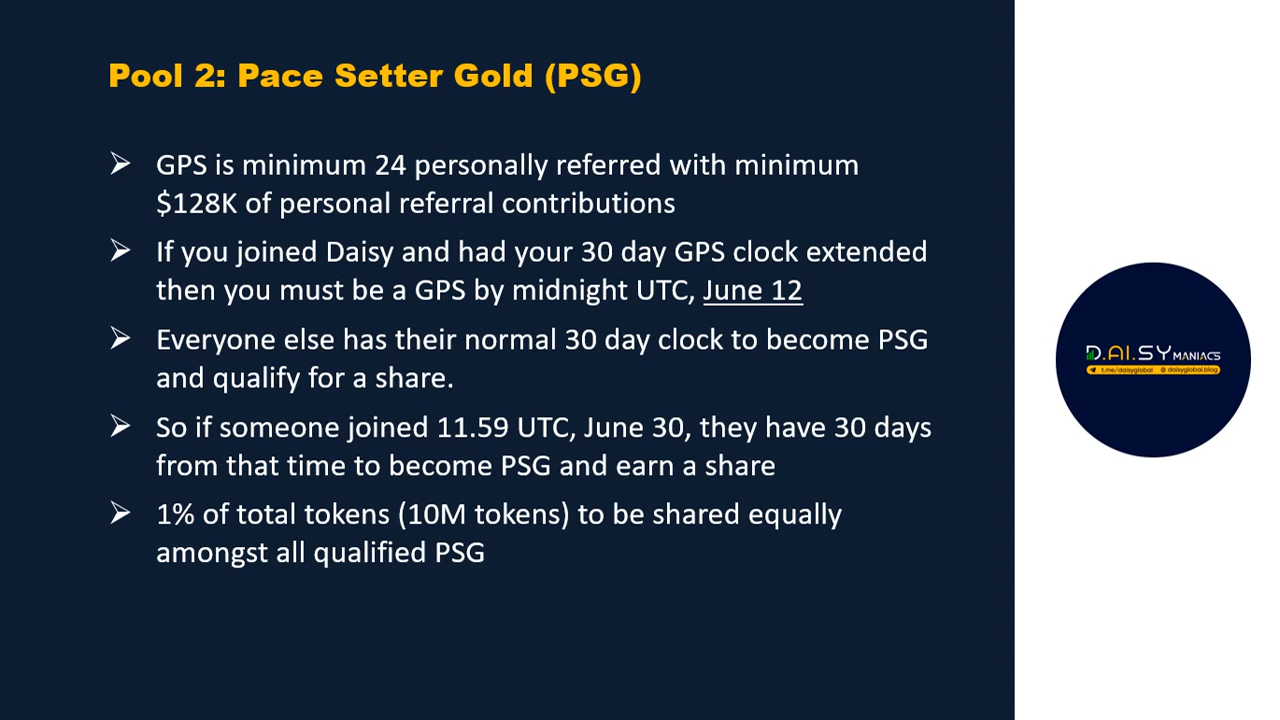 Pool 2: Pace Setter Gold (PSG)
➢ GPS is minimum 24 personally referred with minimum
$128K of personal referral contributions
➢ If you joined Daisy and had your 30 day GPS clock extended
then you must be a GPS by midnight UTC, June 12
➢ Everyone else has their normal 30 day clock to become PSG
and qualify for a share.
➢ So if someone joined 11.59 UTC, June 30, they have 30 days
from that time to become PSG and earn a share
➢ 1% of total tokens (10M tokens) to be shared equally
amongst all qualified PSG
D.AI.SY MANIACS
t.me/daisyglobal @ daisyglobal.blog